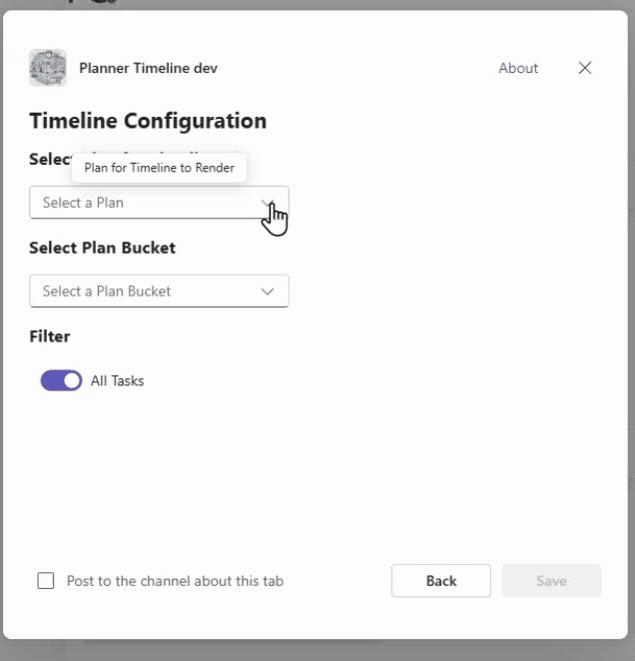 Planner Timeline dev
About
Timeline Configuration
Selec
Plan for Timeline to Render
Select a Plan
Select Plan Bucket
Select a Plan Bucket
Filter
All Tasks
Post to the channel about this tab
Back
Save